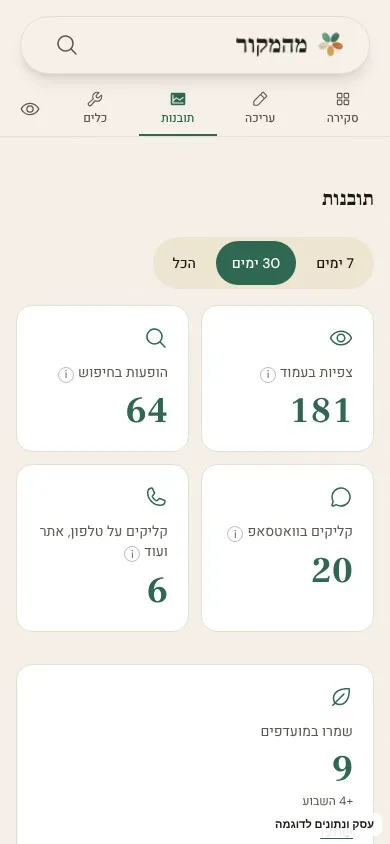 מהמקור
סקירה
עריכה
תובנות
כלים
תובנות
7 ימים
30 ימים
הכל
צפיות בעמוד
181
הופעות בחיפוש
64
קליקים בוואטסאפ
20
קליקים על טלפון, אתר
ועוד
6
שמרו במועדפים
9
+4 השבוע
עסק ונתונים לדוגמה